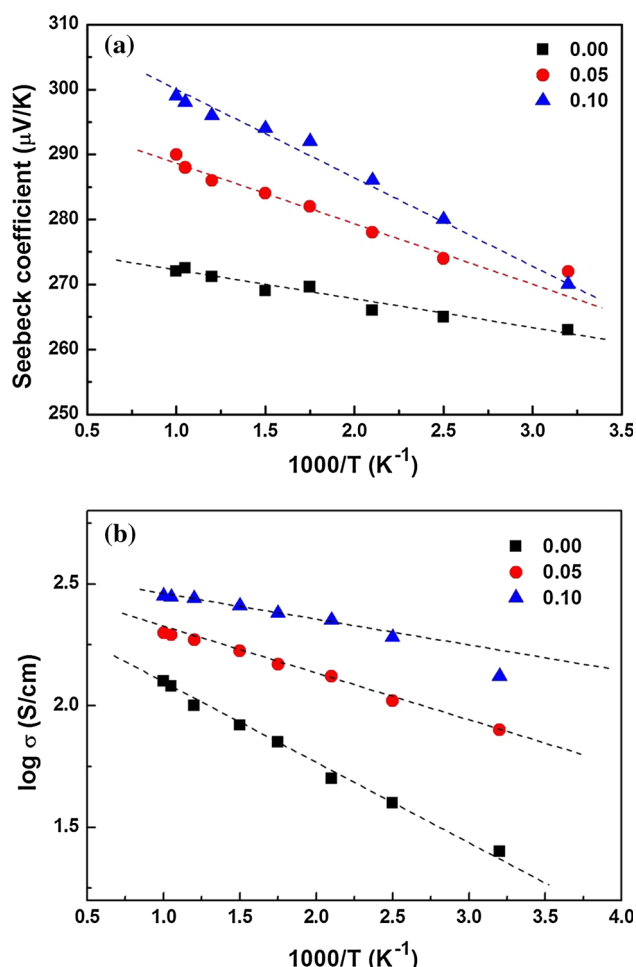 310
(a)
0.00
0.05
0.10
300
290
280
270
260
250
Seebeck coefficient (μV/K)
0.5 1.0 1.5 2.0 2.5 3.0 3.5
1000/T (K⁻¹)
(b)
0.00
0.05
0.10
2.5
2.0
1.5
log σ (S/cm)
0.5 1.0 1.5 2.0 2.5 3.0 3.5 4.0
1000/T (K⁻¹)